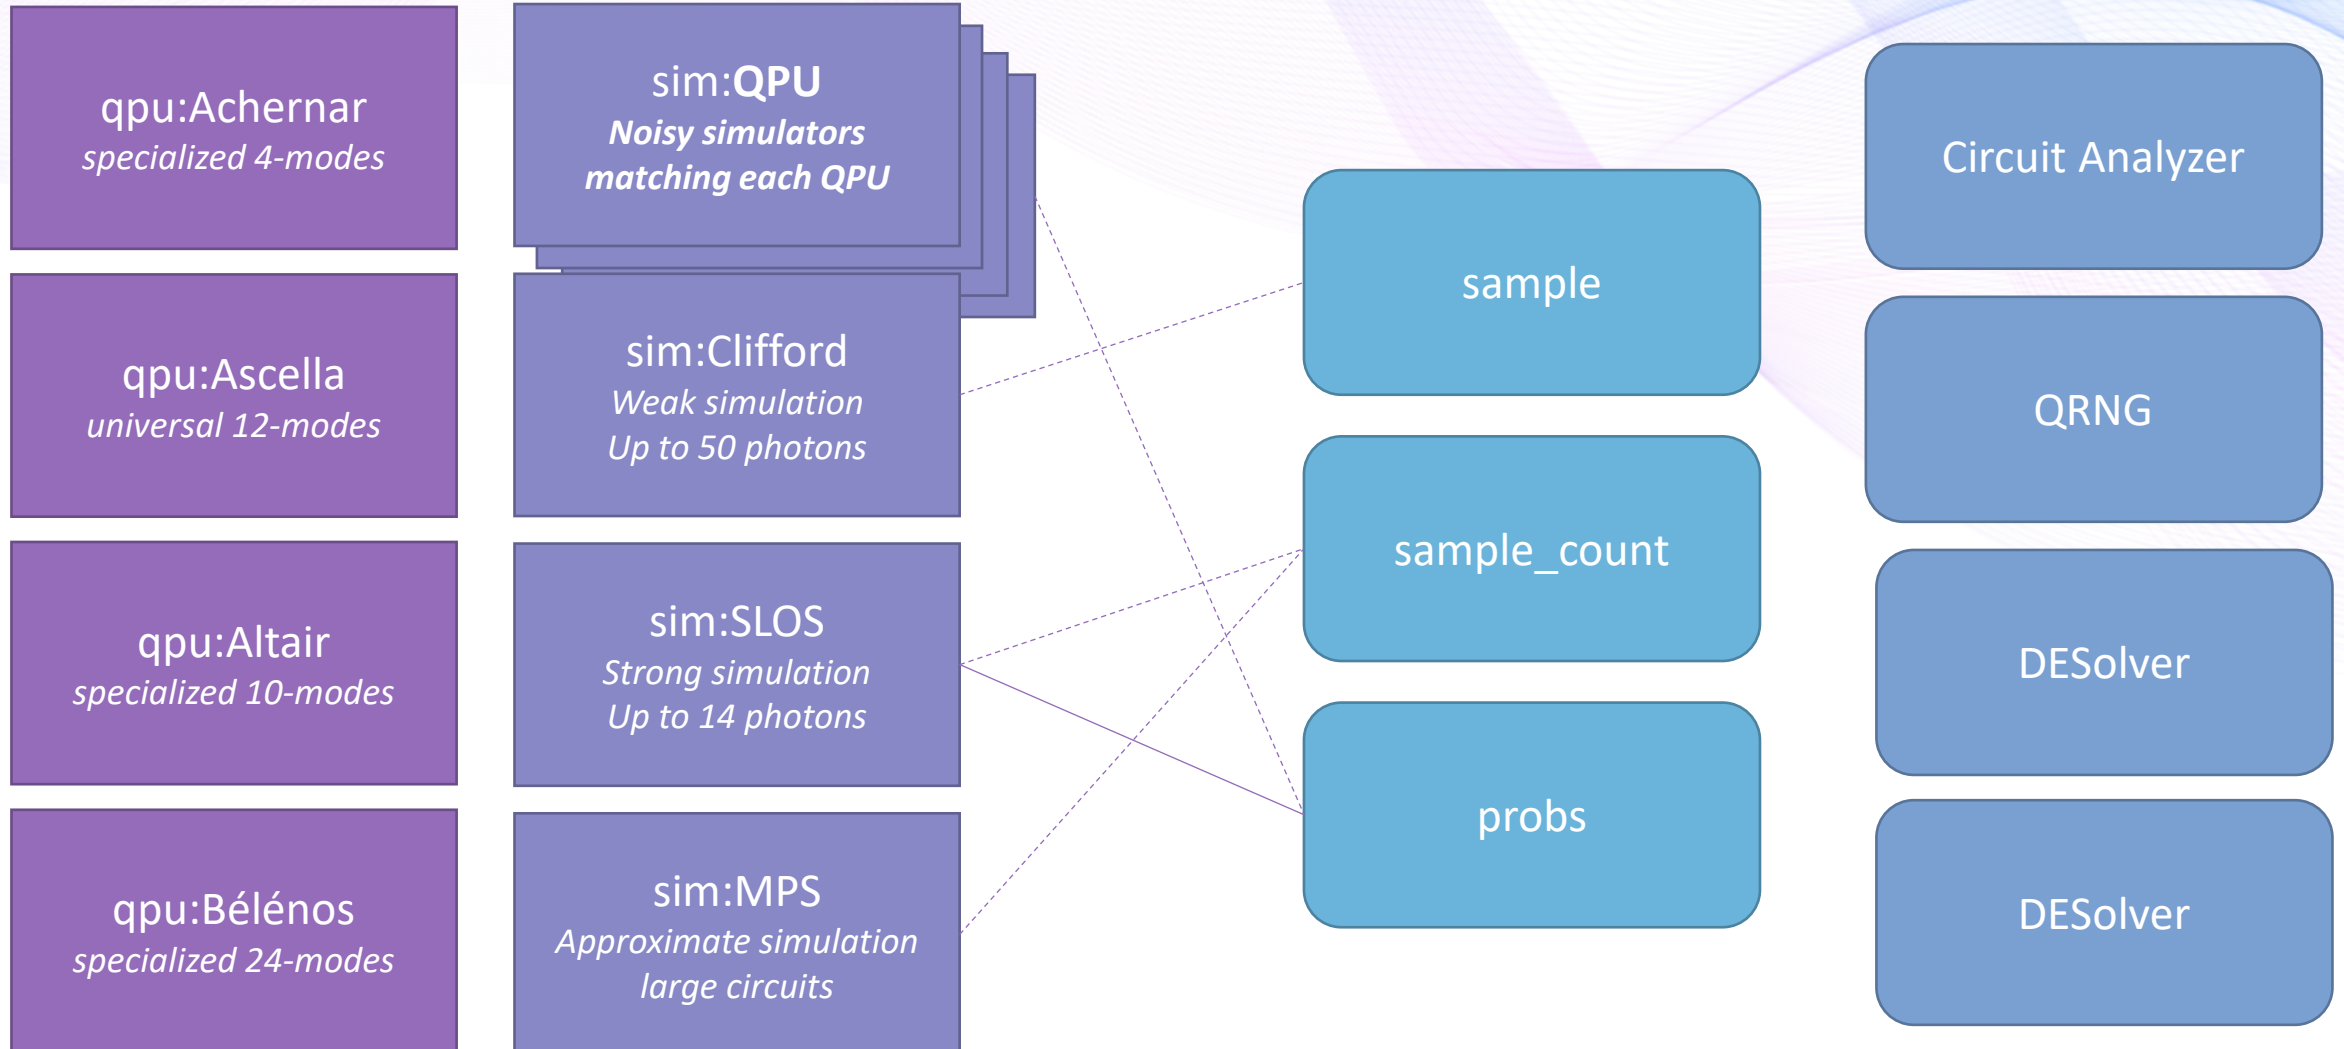 qpu:Achernar
specialized 4-modes
qpu:Ascella
universal 12-modes
qpu:Altair
specialized 10-modes
qpu:Bélénos
specialized 24-modes
sim:QPU
Noisy simulators
matching each QPU
sim:Clifford
Weak simulation
Up to 50 photons
sim:SLOS
Strong simulation
Up to 14 photons
sim:MPS
Approximate simulation
large circuits
sample
sample_count
probs
Circuit Analyzer
QRNG
DESolver
DESolver